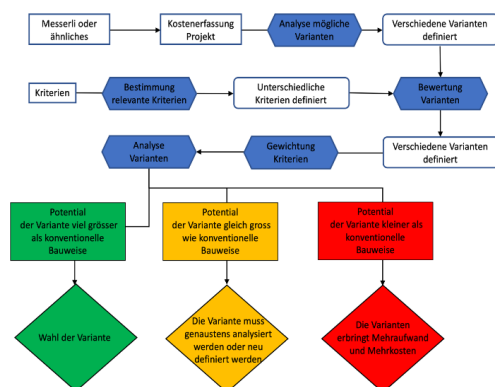 Messerli oder
ähnliches
Kostenerfassung
Projekt
Analyse mögliche
Varianten
Verschiedene Varianten
definiert
Kriterien
Bestimmung
relevante Kriterien
Unterschiedliche
Kriterien definiert
Bewertung
Varianten
Analyse
Varianten
Gewichtung
Kriterien
Verschiedene Varianten
definiert
Potential
der Variante viel grösser
als konventionelle
Bauweise
Potential
der Variante gleich gross
wie konventionelle
Bauweise
Potential
der Variante kleiner als
konventionelle
Bauweise
Wahl der Variante
Die Variante muss
genaustens analysiert
werden oder neu
definiert werden
Die Varianten
erbringt Mehraufwand
und Mehrkosten